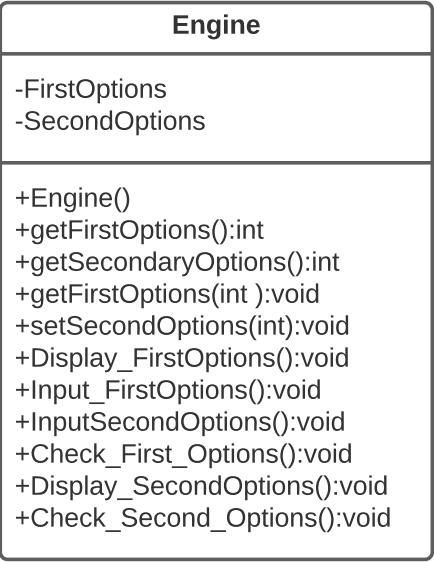 Engine
-FirstOptions
-SecondOptions
+Engine()
+getFirstOptions():int
+getSecondaryOptions():int
+getFirstOptions(int ):void
+setSecondOptions(int):void
+Display_FirstOptions():void
+Input_FirstOptions():void
+InputSecondOptions():void
+Check_First_Options():void
+Display_SecondOptions():void
+Check_Second_Options():void